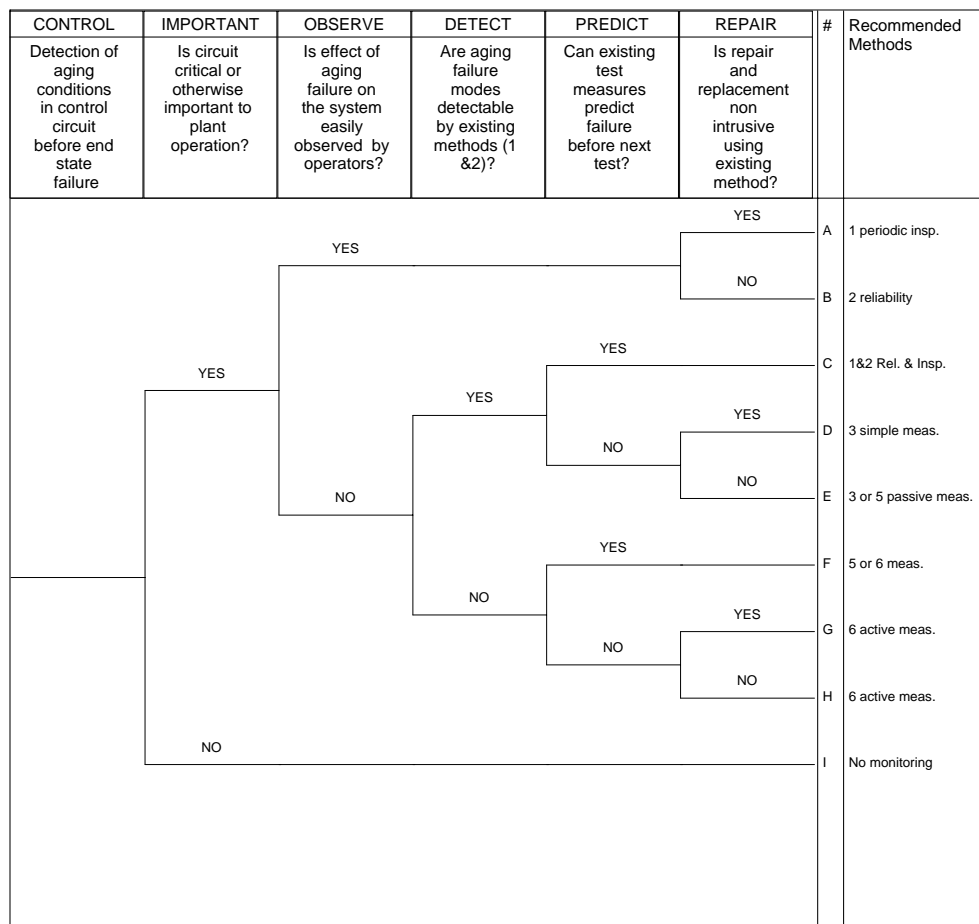 CONTROL
IMPORTANT
OBSERVE
DETECT
PREDICT
REPAIR
#
Recommended
Methods
Detection of
aging
conditions
in control
circuit
before end
state
failure
Is circuit
critical or
otherwise
important to
plant
operation?
Is effect of
aging
failure on
the system
easily
observed by
operators?
Are aging
failure
modes
detectable
by existing
methods (1
&2)?
Can existing
test
measures
predict
failure
before next
test?
Is repair
and
replacement
non
intrusive
using
existing
method?
YES
A
1 periodic insp.
YES
NO
B
2 reliability
YES
C
1&2 Rel. & Insp.
YES
YES
YES
D
3 simple meas.
NO
NO
E
3 or 5 passive meas.
NO
YES
F
5 or 6 meas.
NO
YES
G
6 active meas.
NO
NO
H
6 active meas.
NO
I
No monitoring